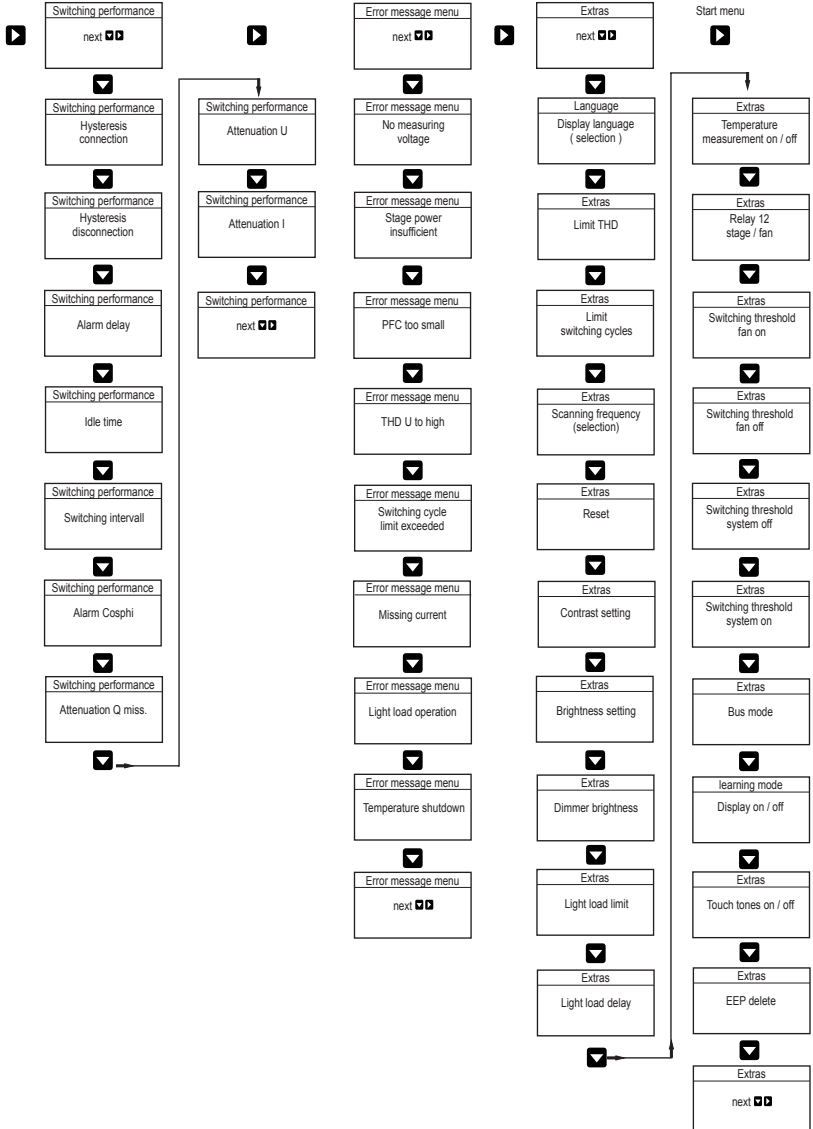 Switching performance
next
Switching performance
Hysteresis
connection
Switching performance
Hysteresis
disconnection
Switching performance
Alarm delay
Switching performance
Idle time
Switching performance
Switching intervall
Switching performance
Alarm Cosphi
Switching performance
Attenuation Q miss.
Switching performance
Attenuation U
Switching performance
Attenuation I
Switching performance
next
Error message menu
next
Error message menu
No measuring
voltage
Error message menu
Stage power
insufficient
Error message menu
PFC too small
Error message menu
THD U to high
Error message menu
Switching cycle
limit exceeded
Error message menu
Missing current
Error message menu
Light load operation
Error message menu
Temperature shutdown
Error message menu
next
Extras
next
Language
Display language
( selection )
Extras
Limit THD
Extras
Limit
switching cycles
Extras
Scanning frequency
(selection)
Extras
Reset
Extras
Contrast setting
Extras
Brightness setting
Extras
Dimmer brightness
Extras
Light load limit
Extras
Light load delay
Start menu
Extras
Temperature
measurement on / off
Extras
Relay 12
stage / fan
Extras
Switching threshold
fan on
Extras
Switching threshold
fan off
Extras
Switching threshold
system off
Extras
Switching threshold
system on
Extras
Bus mode
learning mode
Display on / off
Extras
Touch tones on / off
Extras
EEP delete
Extras
next